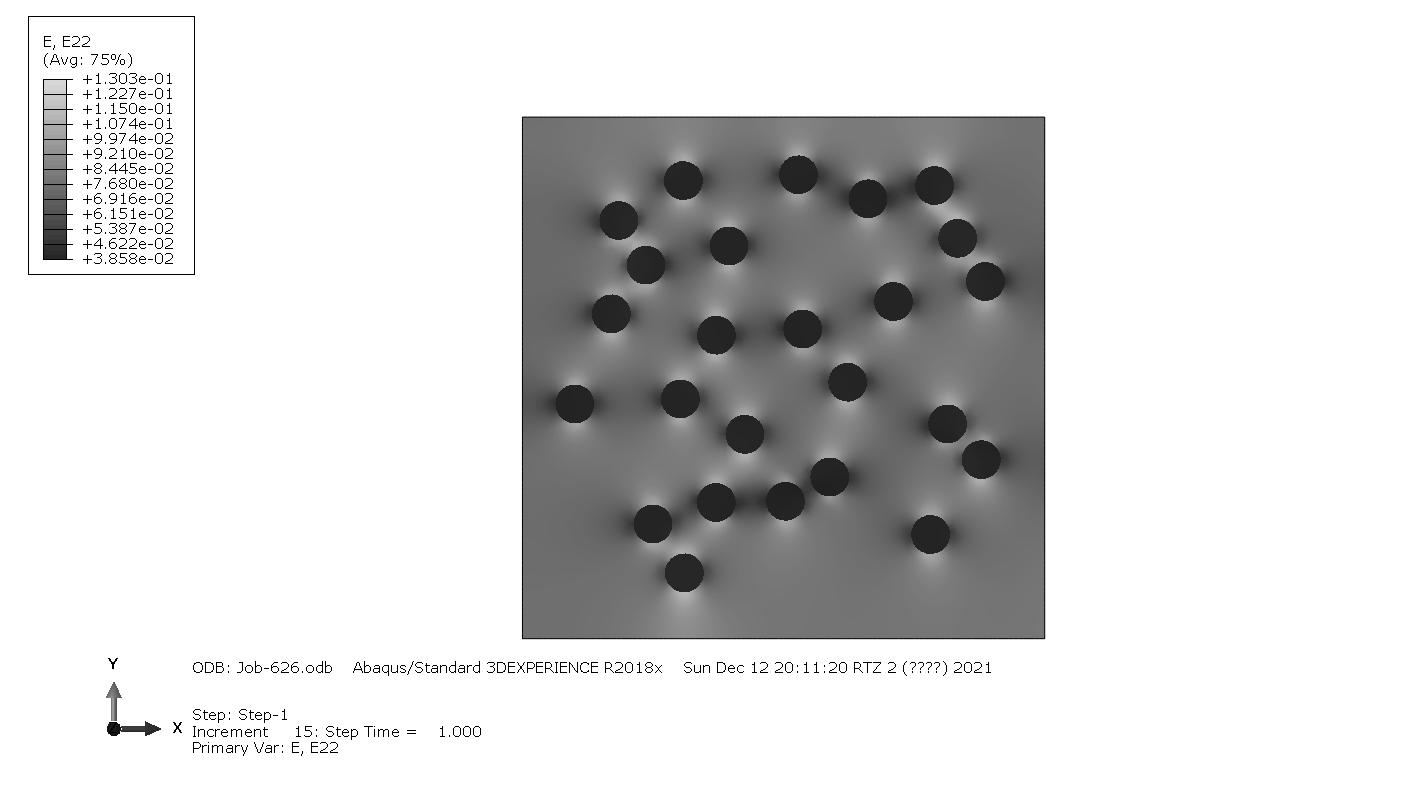 E, E22
(Avg: 75%)
+1.303e-01
+1.227e-01
+1.150e-01
+1.074e-01
+9.974e-02
+9.210e-02
+8.445e-02
+7.680e-02
+6.916e-02
+6.151e-02
+5.387e-02
+4.622e-02
+3.858e-02
Y
X
ODB: Job-626.odb Abaqus/Standard 3DEXPERIENCE R2018x Sun Dec 12 20:11:20 RTZ 2 (????) 2021
Step: Step-1
Increment 15: Step Time = 1.000
Primary Var: E, E22